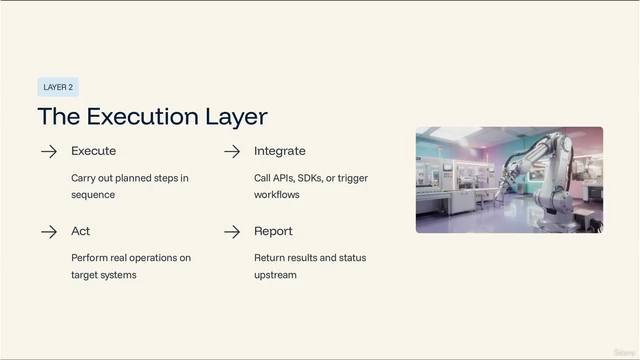 LAYER 2
The Execution Layer
Execute
Carry out planned steps in
sequence
Integrate
Call APIs, SDKs, or trigger
workflows
Act
Perform real operations on
target systems
Report
Return results and status
upstream
Udemy